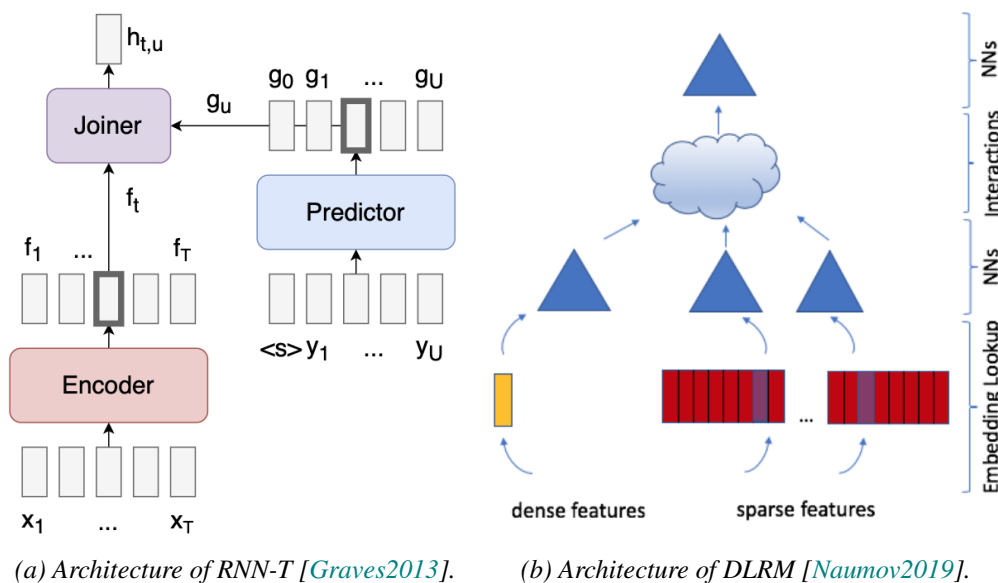 h_t,u
Joiner
g_u
g_0 g_1 ... g_U
Predictor
<s> y_1 ... y_U
f_t
f_1 ... f_T
Encoder
x_1 ... x_T
(a) Architecture of RNN-T [Graves2013].
NNs
Interactions
NNs
Embedding Lookup
...
dense features
sparse features
(b) Architecture of DLRM [Naumov2019].